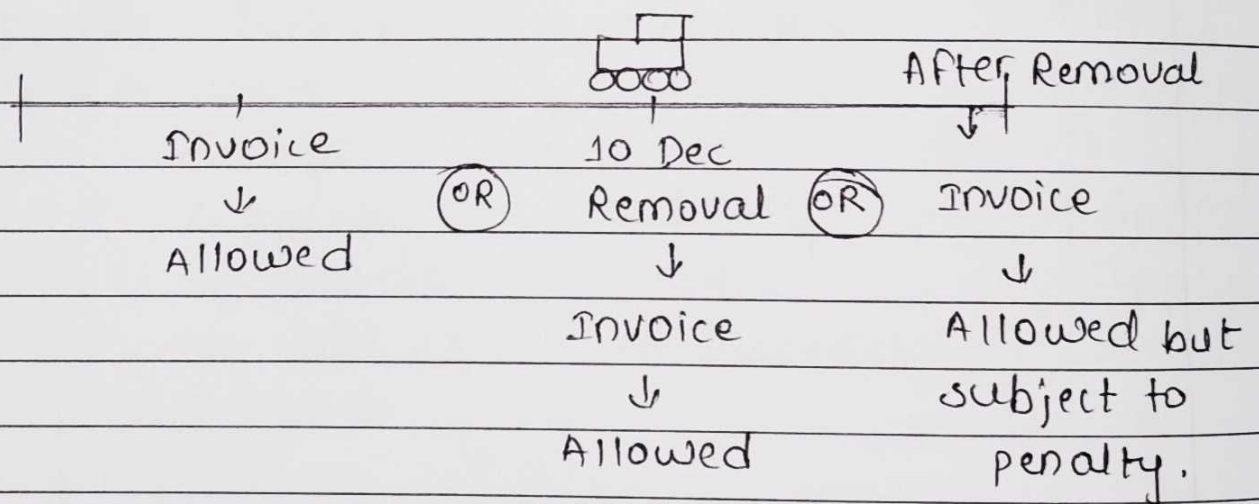 After Removal
Invoice 10 Dec
↓ OR Removal OR Invoice
Allowed ↓ ↓
Invoice Allowed but
↓ subject to
Allowed penalty.